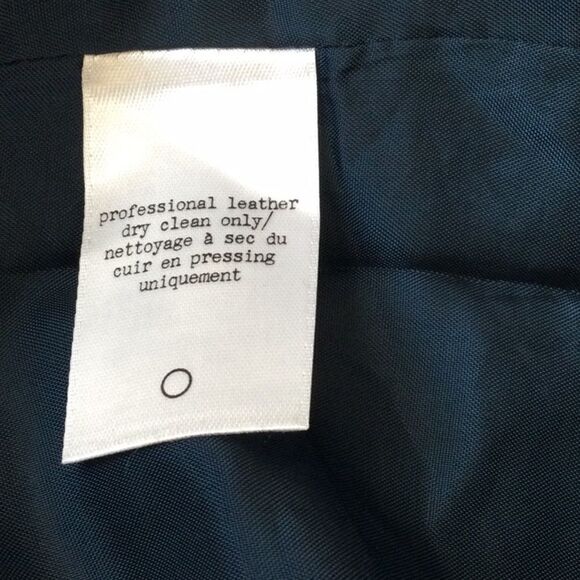 professional leather
dry clean only/
nettoyage à sec du
cuir en pressing
uniquement